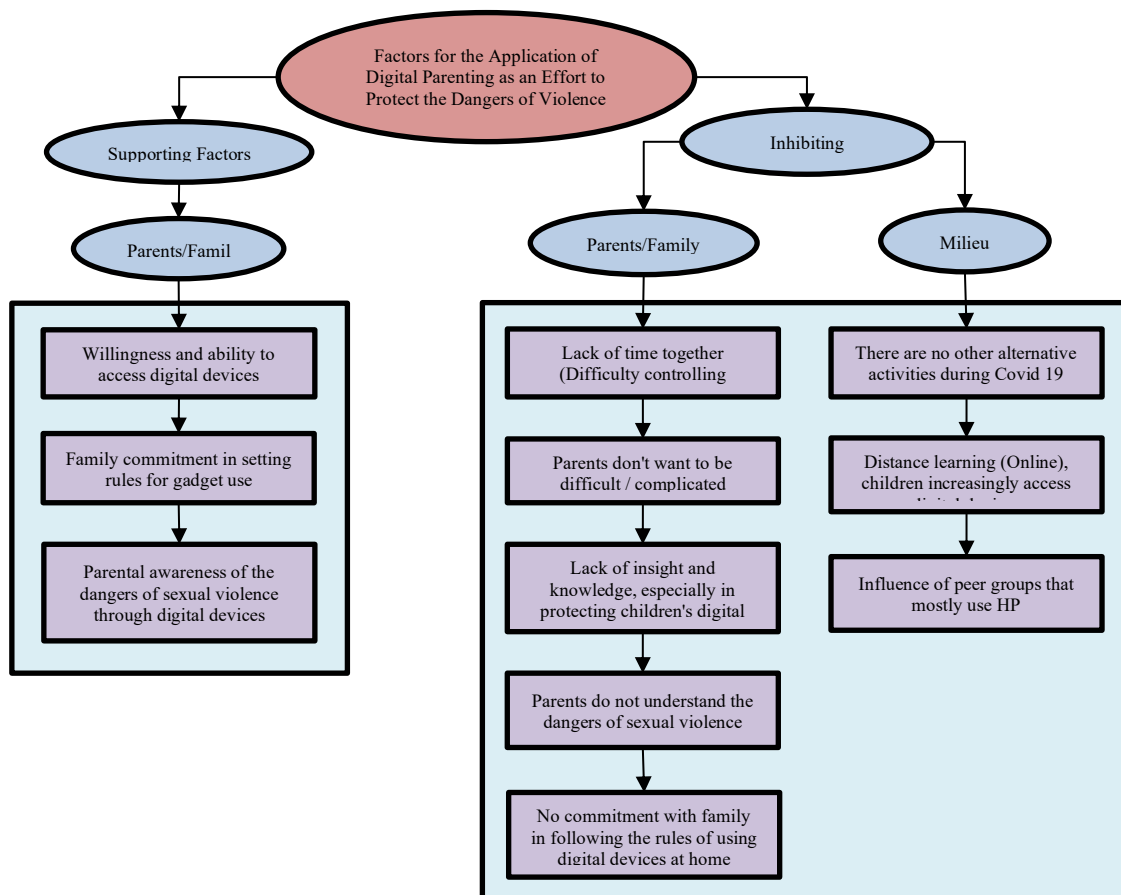 Factors for the Application of
Digital Parenting as an Effort to
Protect the Dangers of Violence
Supporting Factors
Inhibiting
Parents/Famil
Parents/Family
Milieu
Willingness and ability to
access digital devices
Family commitment in setting
rules for gadget use
Parental awareness of the
dangers of sexual violence
through digital devices
Lack of time together
(Difficulty controlling
Parents don't want to be
difficult / complicated
Lack of insight and
knowledge, especially in
protecting children's digital
Parents do not understand the
dangers of sexual violence
No commitment with family
in following the rules of using
digital devices at home
There are no other alternative
activities during Covid 19
Distance learning (Online),
children increasingly access
Influence of peer groups that
mostly use HP